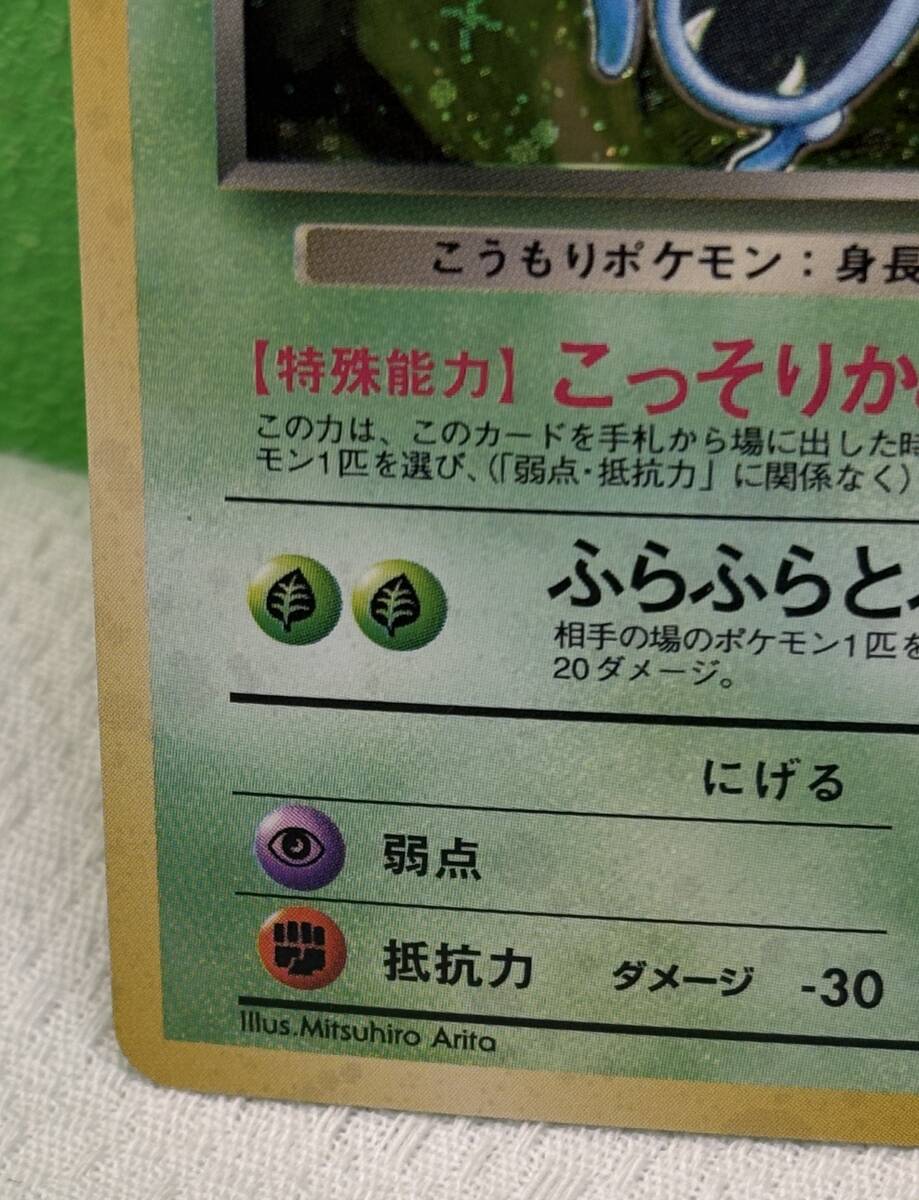 こうもりポケモン：身長
【特殊能力】こっそりか
この力は、このカードを手札から場に出した時
モン1匹を選び、（「弱点・抵抗力」に関係なく）
ふらふらと
相手の場のポケモン1匹を
20ダメージ。
にげる
弱点
抵抗力 ダメージ -30
Illus.Mitsuhiro Arita